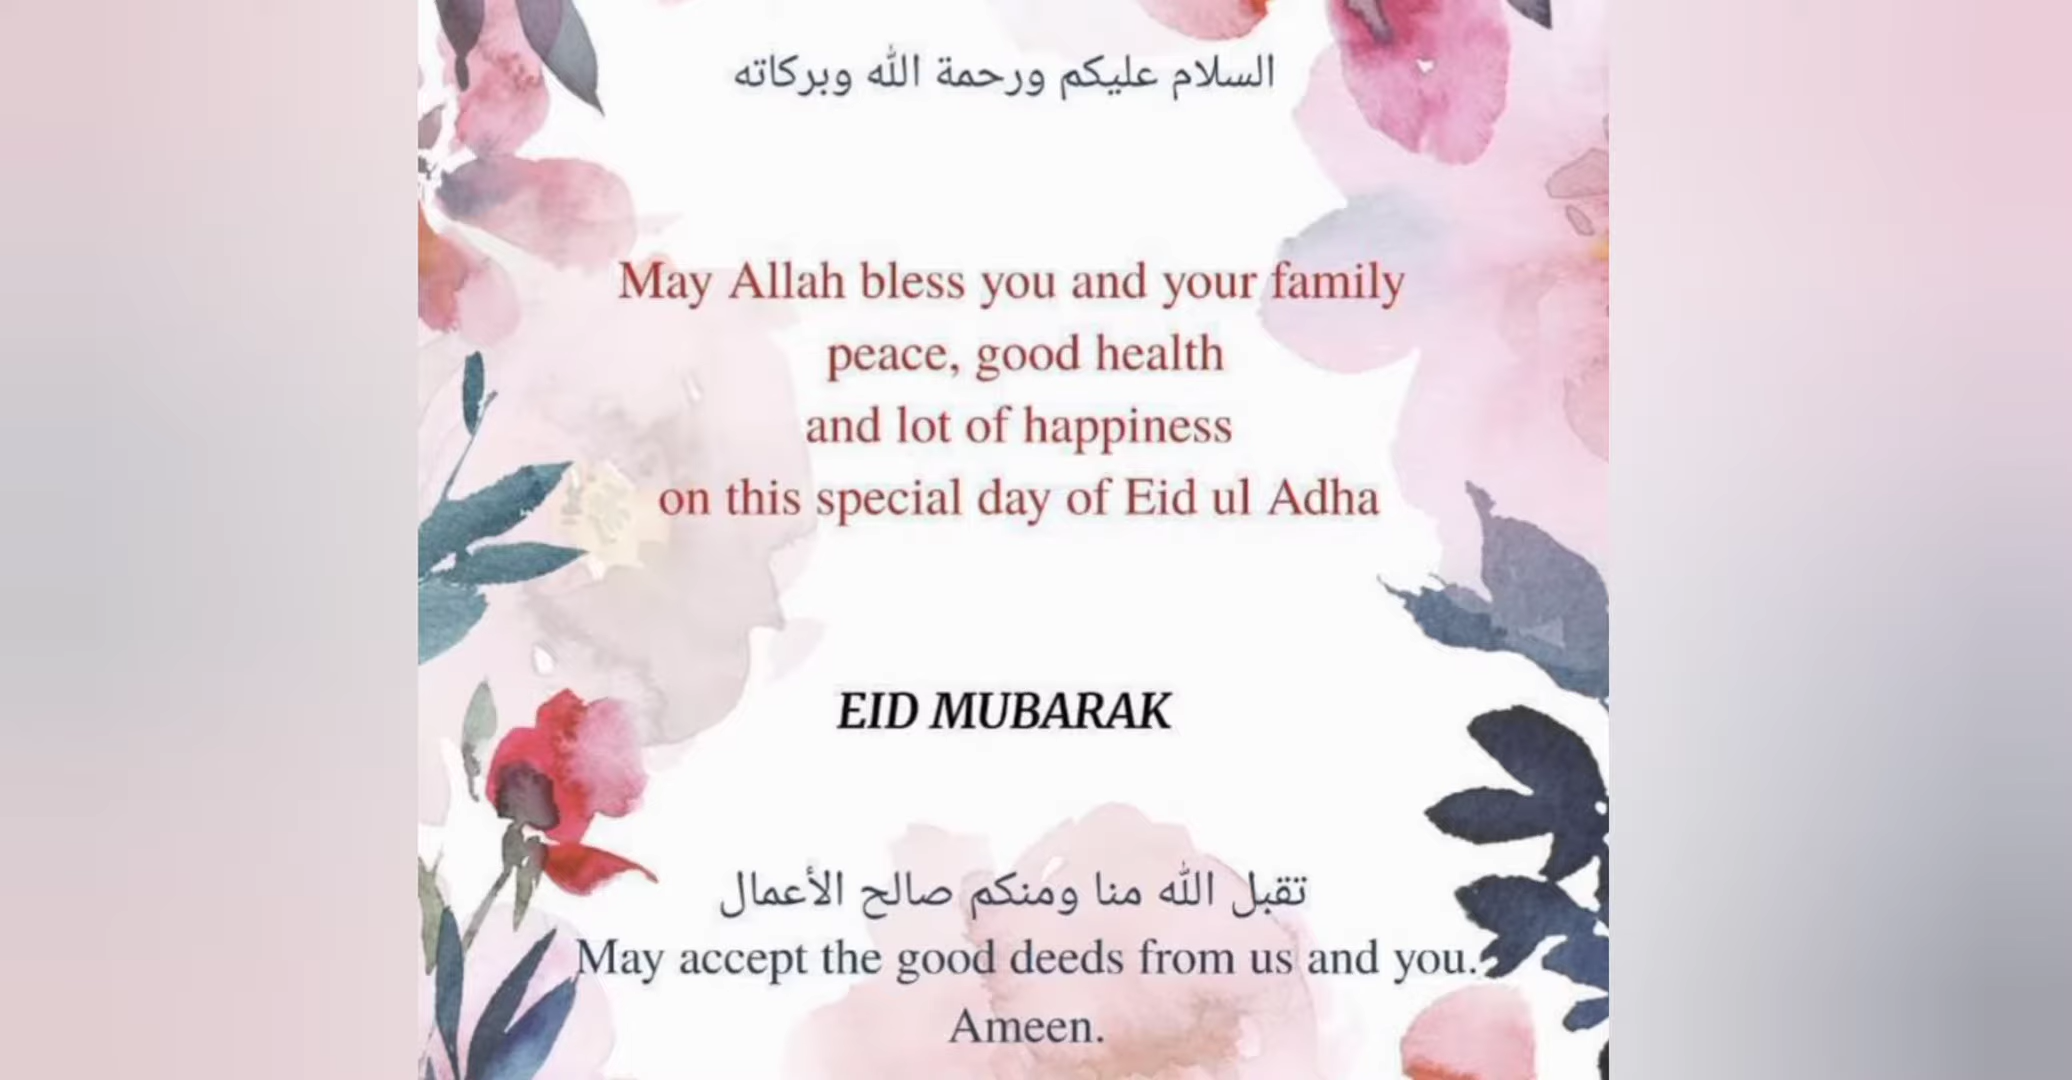 السلام عليكم ورحمة الله وبركاته
May Allah bless you and your family
peace, good health
and lot of happiness
on this special day of Eid ul Adha
EID MUBARAK
تقبل الله منا ومنكم صالح الأعمال
May accept the good deeds from us and you.
Ameen.